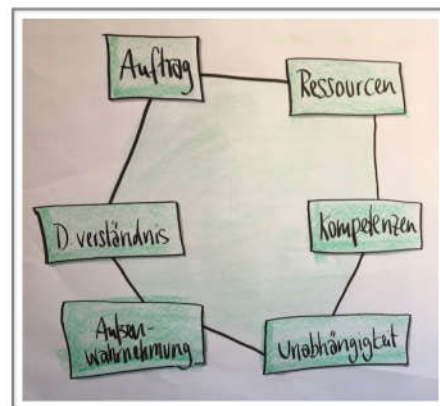 Auftrag
Ressourcen
D.verständnis
Kompetenzen
Außen-
wahrnehmung
Unabhängigkeit